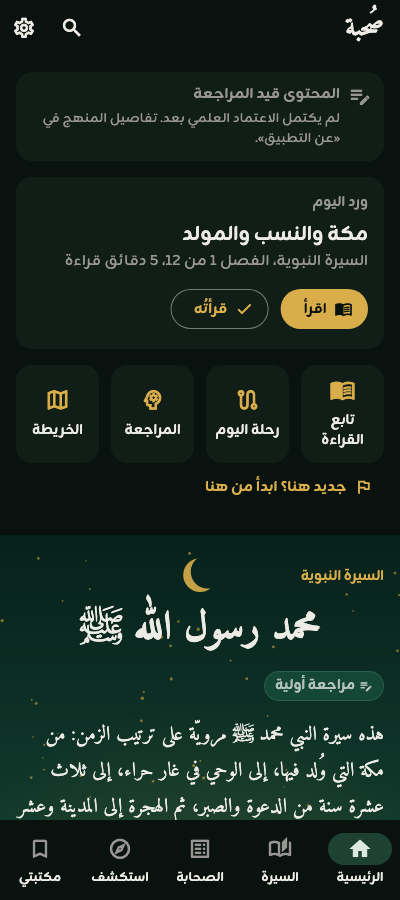 صُحبة
المحتوى قيد المراجعة
لم يكتمل الاعتماد العلمي بعد. تفاصيل المنهج في
«عن التطبيق».
ورد اليوم
مكة والنسب والمولد
السيرة النبوية، الفصل 1 من 12، 5 دقائق قراءة
اقرأ
قرأتُه
تابع
القراءة
رحلة اليوم
المراجعة
الخريطة
جديد هنا؟ ابدأ من هنا
السيرة النبوية
محمد رسول الله ﷺ
مراجعة أولية
هذه سيرة النبي محمد ﷺ مرويّة على ترتيب الزمن: من
مكة التي وُلد فيها، إلى الوحي في غار حراء، إلى ثلاث
عشرة سنة من الدعوة والصبر، ثم الهجرة إلى المدينة وعشر
الرئيسية
السيرة
الصحابة
استكشف
مكتبتي